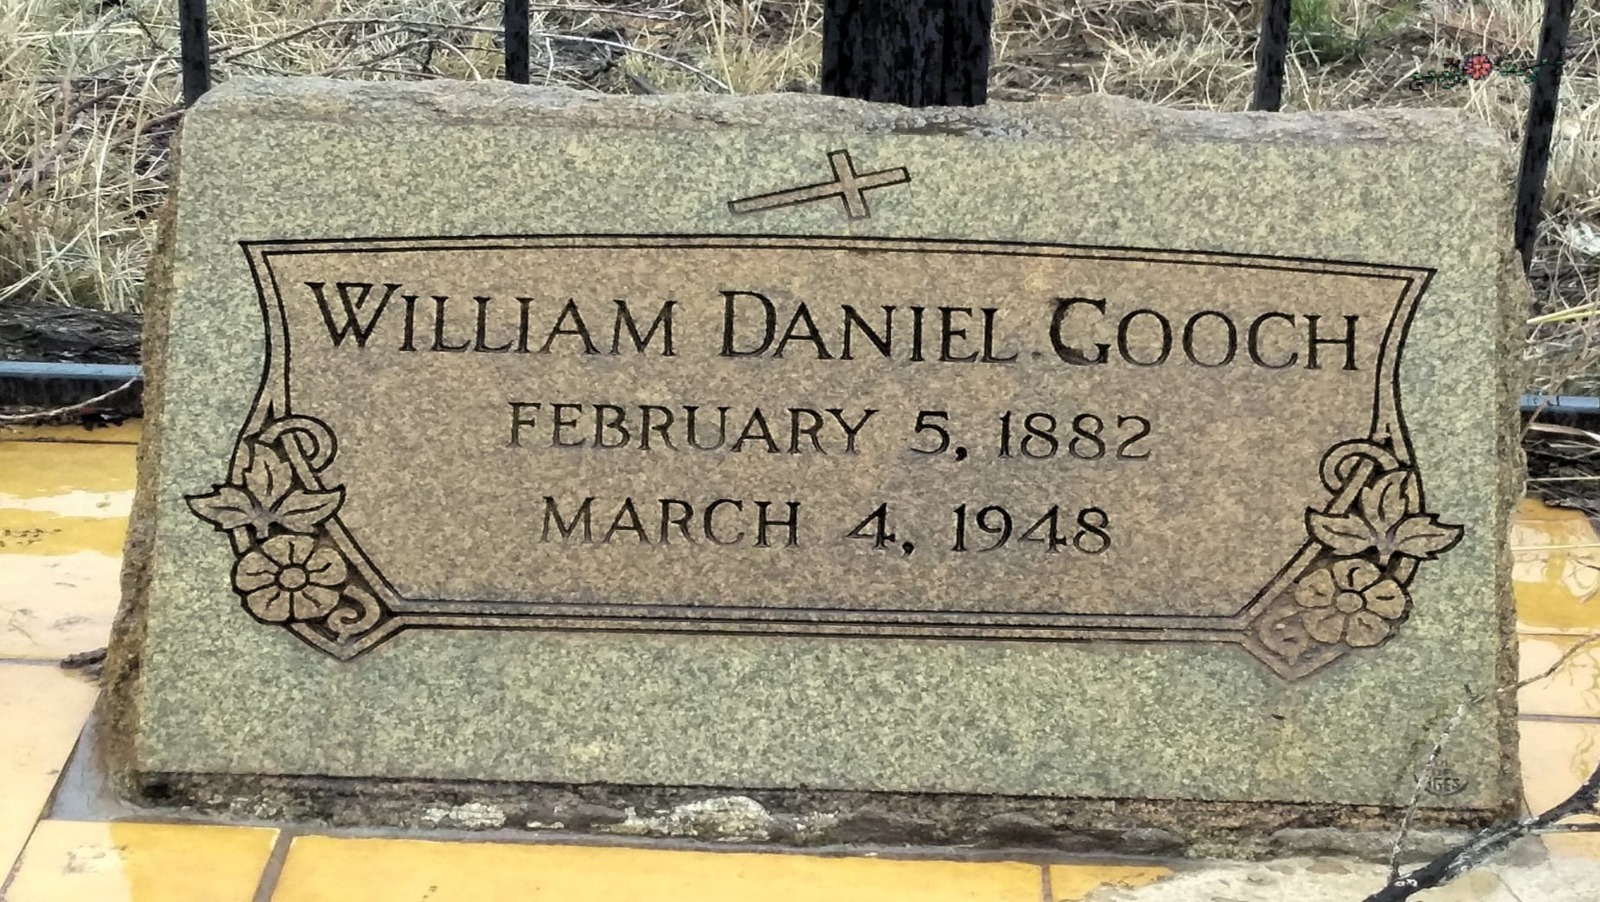 WILLIAM DANIEL GOOCH
FEBRUARY 5, 1882
MARCH 4, 1948